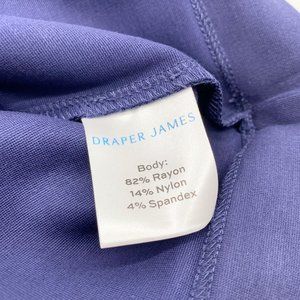 DRAPER JAMES
Body:
82% Rayon
14% Nylon
4% Spandex